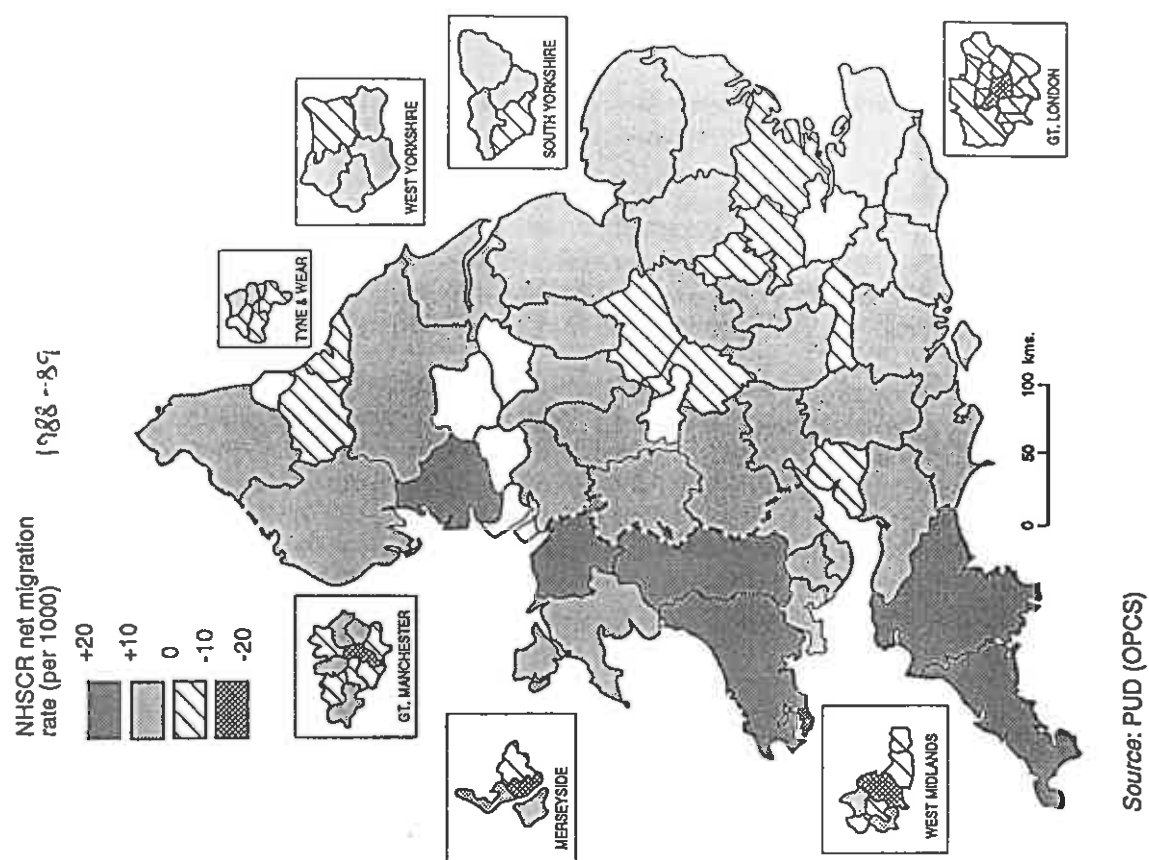 1988-89
NHSCR net migration
rate (per 1000)
+20
+10
0
-10
-20
TYNE & WEAR
WEST YORKSHIRE
SOUTH YORKSHIRE
GT. MANCHESTER
MERSEYSIDE
WEST MIDLANDS
GT. LONDON
0 50 100 kms.
Source: PUD (OPCS)